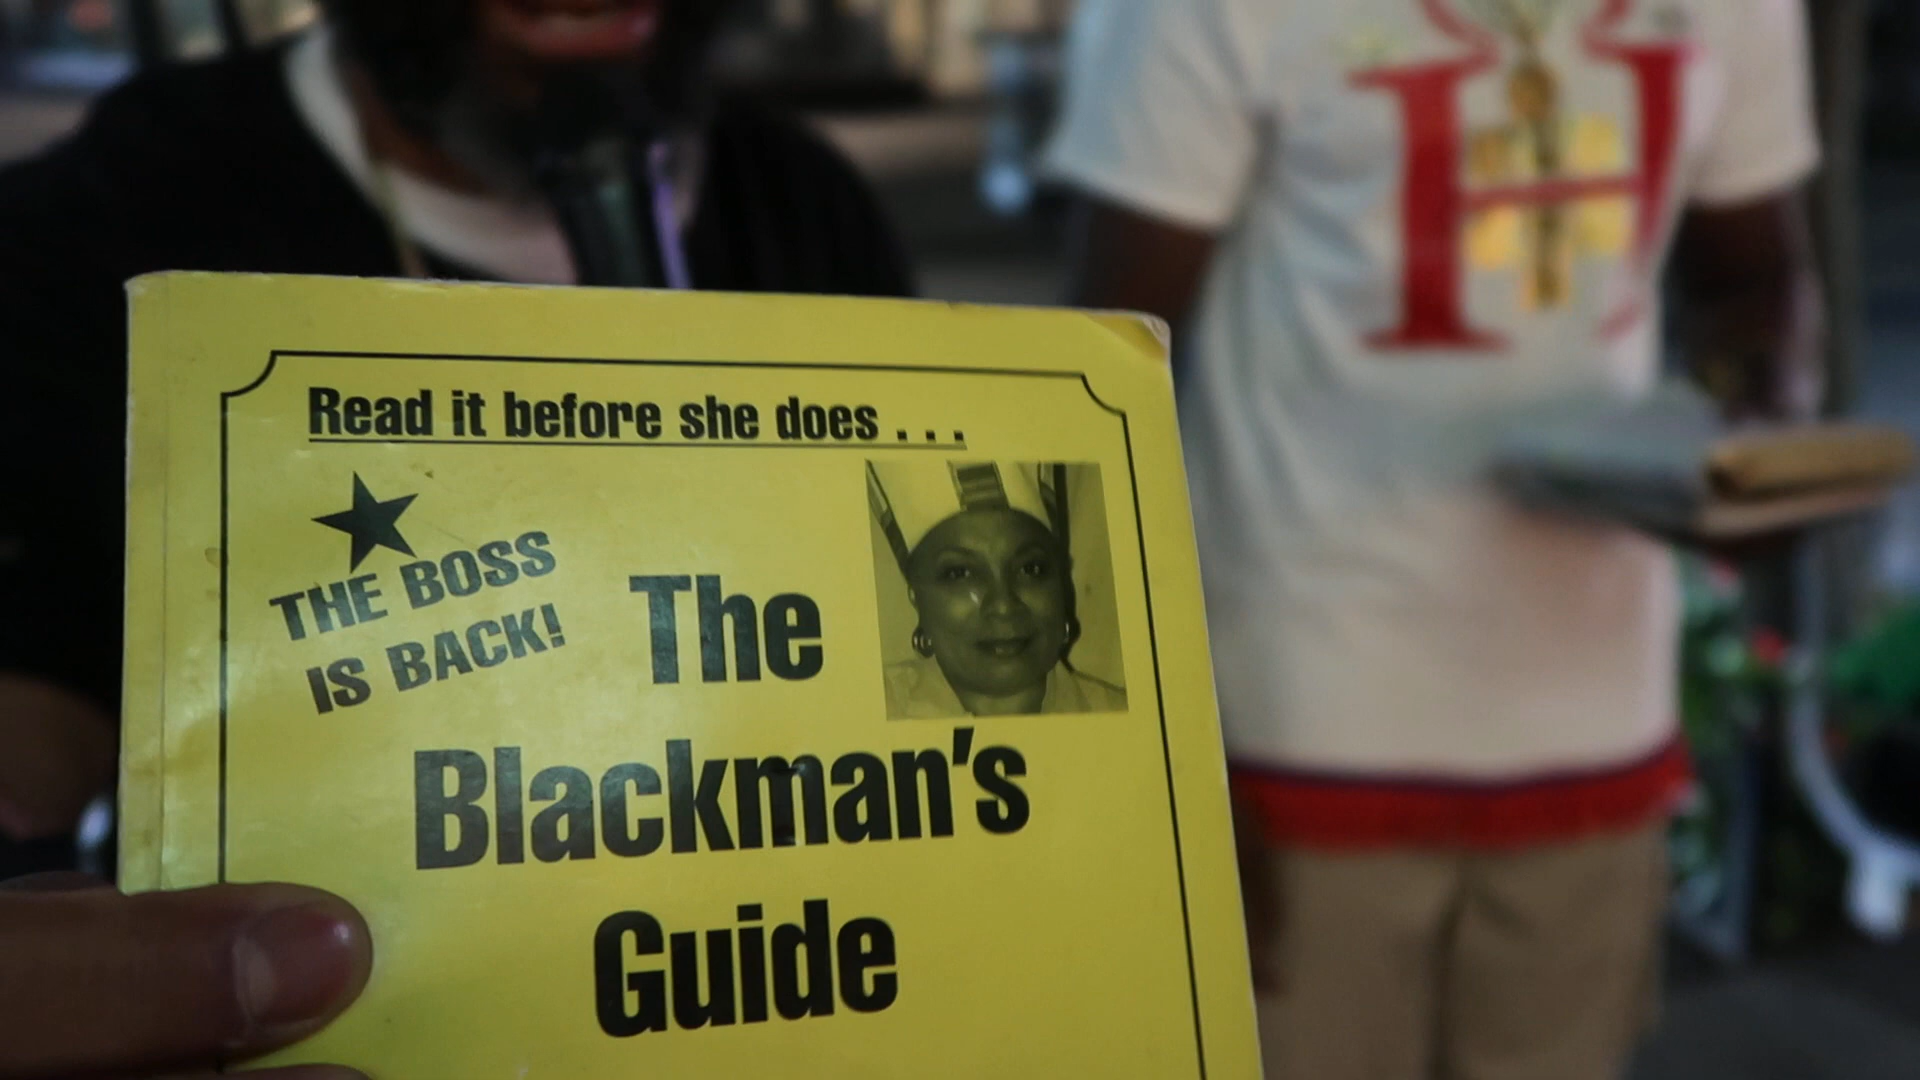 Read it before she does . . .
THE BOSS
IS BACK!
The
Blackman's
Guide
H